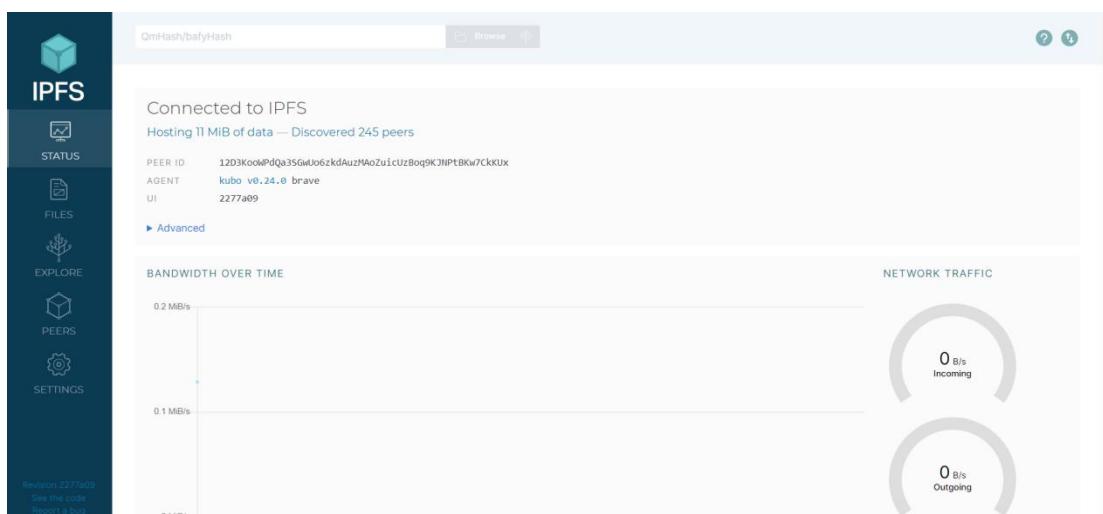 IPFS
STATUS
FILES
EXPLORE
PEERS
SETTINGS
Revision 2277a09
See the code
Report a bug
QmHash/bafyHash
Browse
Connected to IPFS
Hosting 11 MiB of data — Discovered 245 peers
PEER ID
AGENT kubo v0.24.0 brave
UI 2277a09
▸ Advanced
BANDWIDTH OVER TIME
0.2 MiB/s
0.1 MiB/s
NETWORK TRAFFIC
0 B/s
Incoming
0 B/s
Outgoing